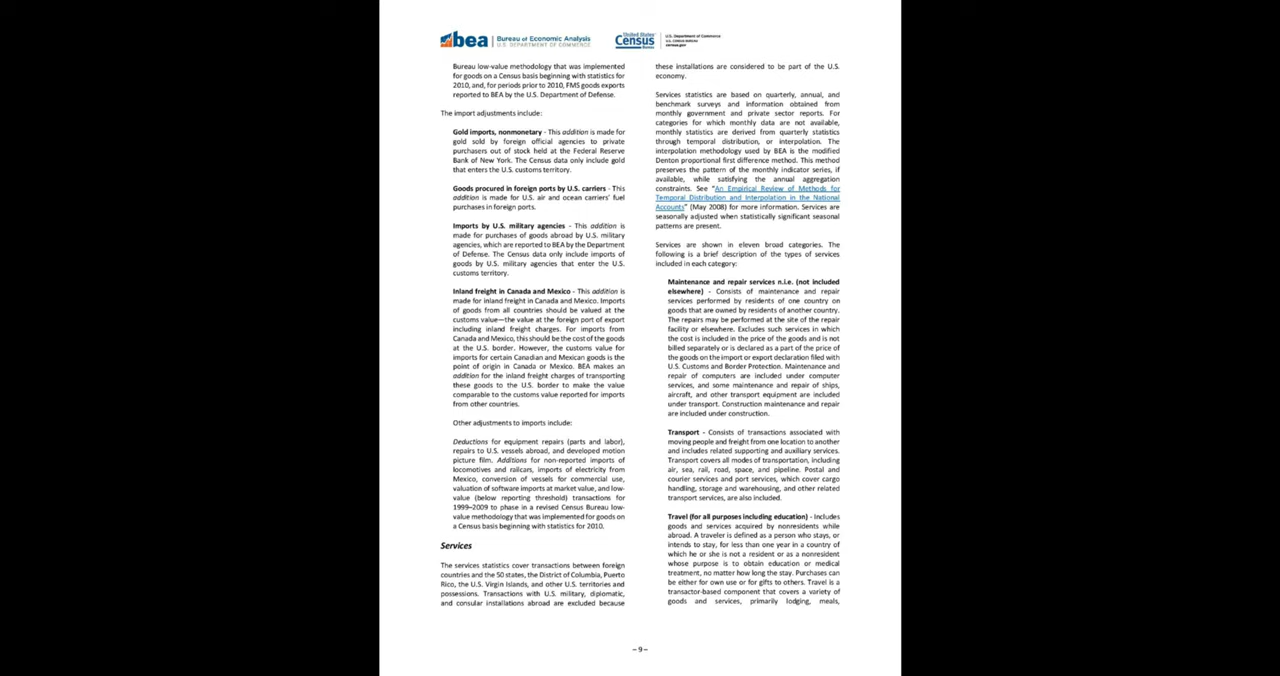 bea Bureau of Economic Analysis
U.S. DEPARTMENT OF COMMERCE
United States
Census
Bureau
U.S. Department of Commerce
U.S. CENSUS BUREAU
census.gov
Bureau low-value methodology that was implemented
for goods on a Census basis beginning with statistics for
2010, and, for periods prior to 2010, FMS goods exports
reported to BEA by the U.S. Department of Defense.
The import adjustments include:
Gold imports, nonmonetary - This addition is made for
gold sold by foreign official agencies to private
purchasers out of stock held at the Federal Reserve
Bank of New York. The Census data only include gold
that enters the U.S. customs territory.
Goods procured in foreign ports by U.S. carriers - This
addition is made for U.S. air and ocean carriers' fuel
purchases in foreign ports.
Imports by U.S. military agencies - This addition is
made for purchases of goods abroad by U.S. military
agencies, which are reported to BEA by the Department
of Defense. The Census data only include imports of
goods by U.S. military agencies that enter the U.S.
customs territory.
Inland freight in Canada and Mexico - This addition is
made for inland freight in Canada and Mexico. Imports
of goods from all countries should be valued at the
customs value—the value at the foreign port of export
including inland freight charges. For imports from
Canada and Mexico, this should be the cost of the goods
at the U.S. border. However, the customs value for
imports for certain Canadian and Mexican goods is the
point of origin in Canada or Mexico. BEA makes an
addition for the inland freight charges of transporting
these goods to the U.S. border to make the value
comparable to the customs value reported for imports
from other countries.
Other adjustments to imports include:
Deductions for equipment repairs (parts and labor),
repairs to U.S. vessels abroad, and developed motion
picture film. Additions for non-reported imports of
locomotives and railcars, imports of electricity from
Mexico, conversion of vessels for commercial use,
valuation of software imports at market value, and low-
value (below reporting threshold) transactions for
1999–2009 to phase in a revised Census Bureau low-
value methodology that was implemented for goods on
a Census basis beginning with statistics for 2010.
Services
The services statistics cover transactions between foreign
countries and the 50 states, the District of Columbia, Puerto
Rico, the U.S. Virgin Islands, and other U.S. territories and
possessions. Transactions with U.S. military, diplomatic,
and consular installations abroad are excluded because
these installations are considered to be part of the U.S.
economy.
Services statistics are based on quarterly, annual, and
benchmark surveys and information obtained from
monthly government and private sector reports. For
categories for which monthly data are not available,
monthly statistics are derived from quarterly statistics
through temporal distribution, or interpolation. The
interpolation methodology used by BEA is the modified
Denton proportional first difference method. This method
preserves the pattern of the monthly indicator series, if
available, while satisfying the annual aggregation
constraints. See "An Empirical Review of Methods for
Temporal Distribution and Interpolation in the National
Accounts" (May 2008) for more information. Services are
seasonally adjusted when statistically significant seasonal
patterns are present.
Services are shown in eleven broad categories. The
following is a brief description of the types of services
included in each category:
Maintenance and repair services n.i.e. (not included
elsewhere) - Consists of maintenance and repair
services performed by residents of one country on
goods that are owned by residents of another country.
The repairs may be performed at the site of the repair
facility or elsewhere. Excludes such services in which
the cost is included in the price of the goods and is not
billed separately or is declared as a part of the price of
the goods on the import or export declaration filed with
U.S. Customs and Border Protection. Maintenance and
repair of computers are included under computer
services, and some maintenance and repair of ships,
aircraft, and other transport equipment are included
under transport. Construction maintenance and repair
are included under construction.
Transport - Consists of transactions associated with
moving people and freight from one location to another
and includes related supporting and auxiliary services.
Transport covers all modes of transportation, including
air, sea, rail, road, space, and pipeline. Postal and
courier services and port services, which cover cargo
handling, storage and warehousing, and other related
transport services, are also included.
Travel (for all purposes including education) - Includes
goods and services acquired by nonresidents while
abroad. A traveler is defined as a person who stays, or
intends to stay, for less than one year in a country of
which he or she is not a resident or as a nonresident
whose purpose is to obtain education or medical
treatment, no matter how long the stay. Purchases can
be either for own use or for gifts to others. Travel is a
transactor-based component that covers a variety of
goods and services, primarily lodging, meals,
– 9 –